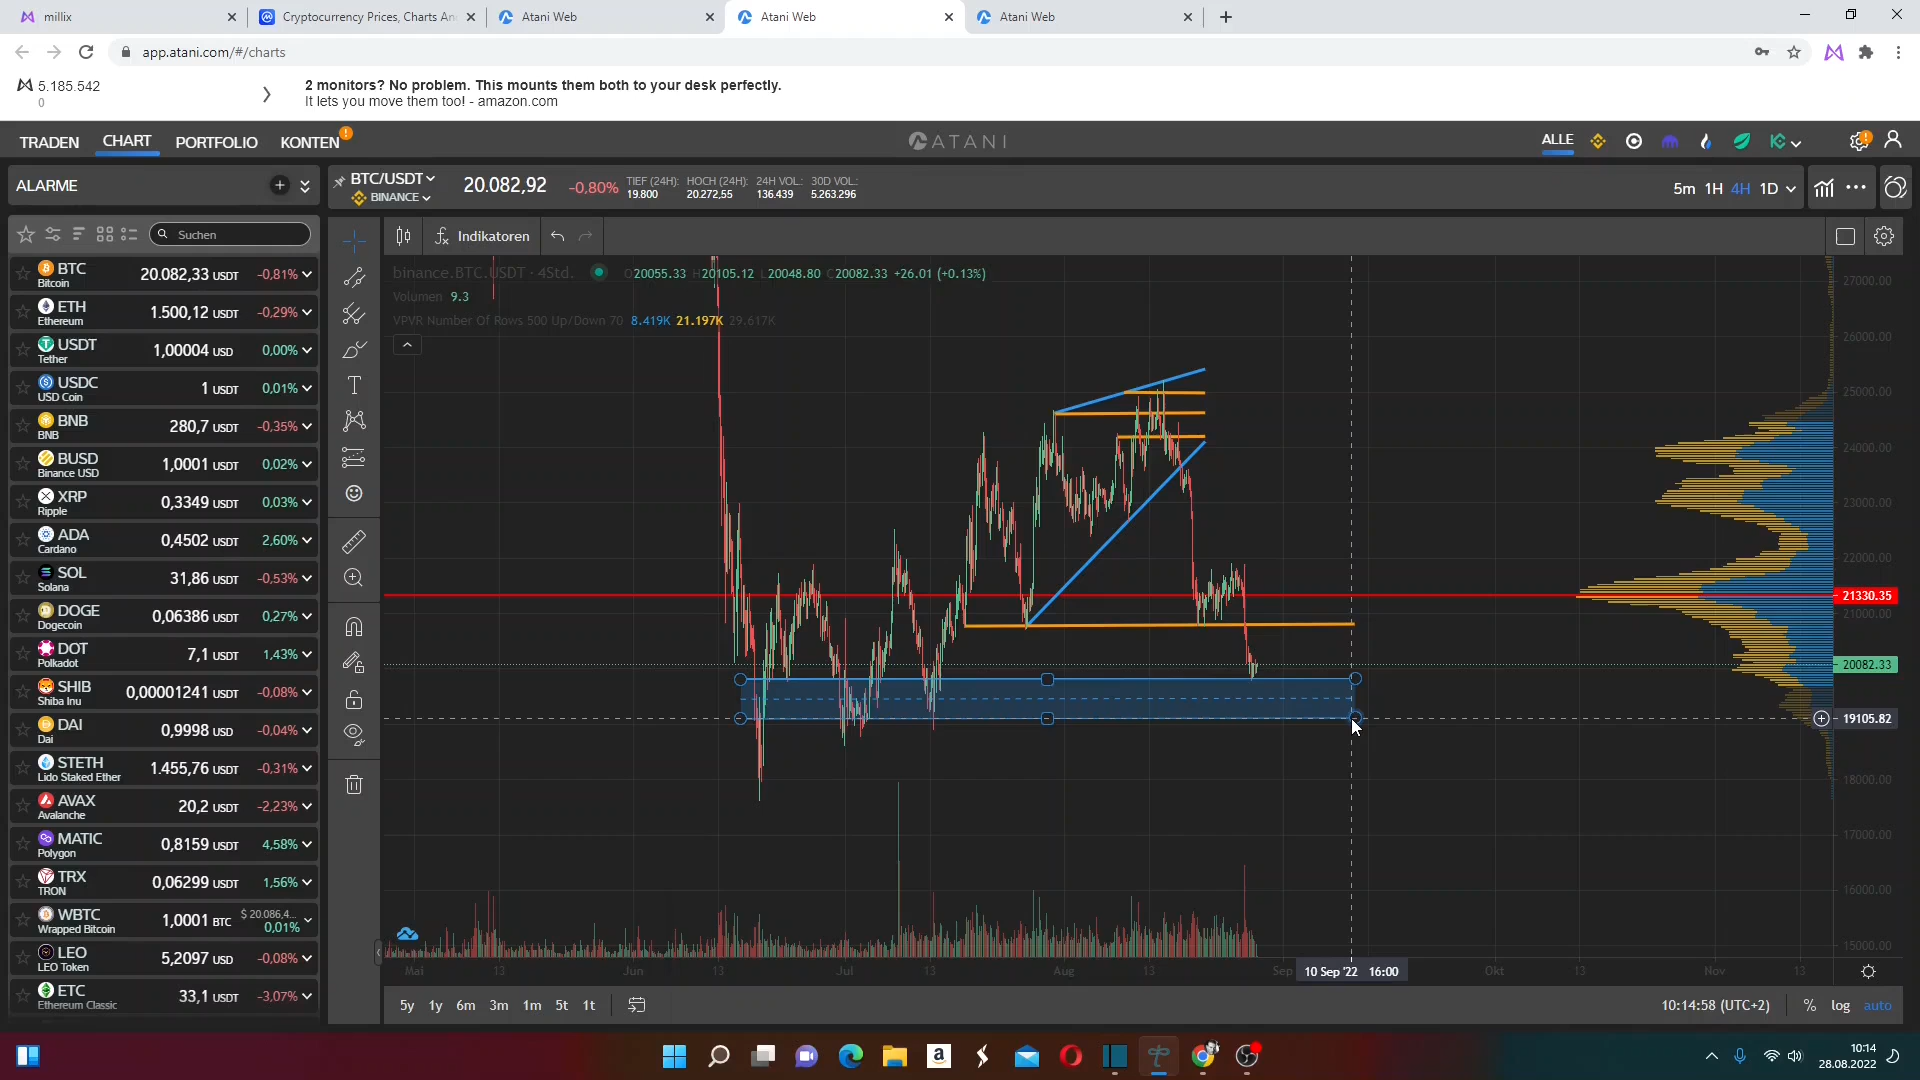 millix
Cryptocurrency Prices, Charts An
Atani Web
Atani Web
Atani Web
app.atani.com/#/charts
5.185.542
0
2 monitors? No problem. This mounts them both to your desk perfectly.
It lets you move them too! - amazon.com
TRADEN
CHART
PORTFOLIO
KONTEN
ATANI
ALLE
ALARME
BTC/USDT
BINANCE
20.082,92
-0,80%
TIEF (24H): HOCH (24H): 24H VOL.: 30D VOL.:
19.800 20.272,55 136.439 5.263.296
5m 1H 4H 1D
Suchen
Indikatoren
BTC 20.082,33 USDT -0,81%
Bitcoin
ETH 1.500,12 USDT -0,29%
Ethereum
USDT 1,00004 USD 0,00%
Tether
USDC 1 USDT 0,01%
USD Coin
BNB 280,7 USDT -0,35%
BNB
BUSD 1,0001 USDT 0,02%
Binance USD
XRP 0,3349 USDT 0,03%
Ripple
ADA 0,4502 USDT 2,60%
Cardano
SOL 31,86 USDT -0,53%
Solana
DOGE 0,06386 USDT 0,27%
Dogecoin
DOT 7,1 USDT 1,43%
Polkadot
SHIB 0,00001241 USDT -0,08%
Shiba Inu
DAI 0,9998 USDT -0,04%
Dai
STETH 1.455,76 USDT -0,31%
Lido Staked Ether
AVAX 20,2 USDT -2,23%
Avalanche
MATIC 0,8159 USDT 4,58%
Polygon
TRX 0,06299 USDT 1,56%
TRON
WBTC 1,0001 BTC $ 20.086,4... 0,01%
Wrapped Bitcoin
LEO 5,2097 USD -0,08%
LEO Token
ETC 33,1 USDT -3,07%
Ethereum Classic
binance.BTC.USDT · 4Std. O20055.33 H20105.12 L20048.80 C20082.33 +26.01 (+0.13%)
Volumen 9.3
VPVR Number Of Rows 500 Up/Down 70 8.419K 21.197K 29.617K
27000.00
26000.00
25000.00
24000.00
23000.00
22000.00
21330.35
21000.00
20082.33
19105.82
18000.00
17000.00
16000.00
15000.00
Mai 13 Jun 13 Jul 13 Aug 13 Sep 10 Sep '22 16:00 Okt 13 Nov 13
5y 1y 6m 3m 1m 5t 1t
10:14:58 (UTC+2) % log auto
10:14
28.08.2022